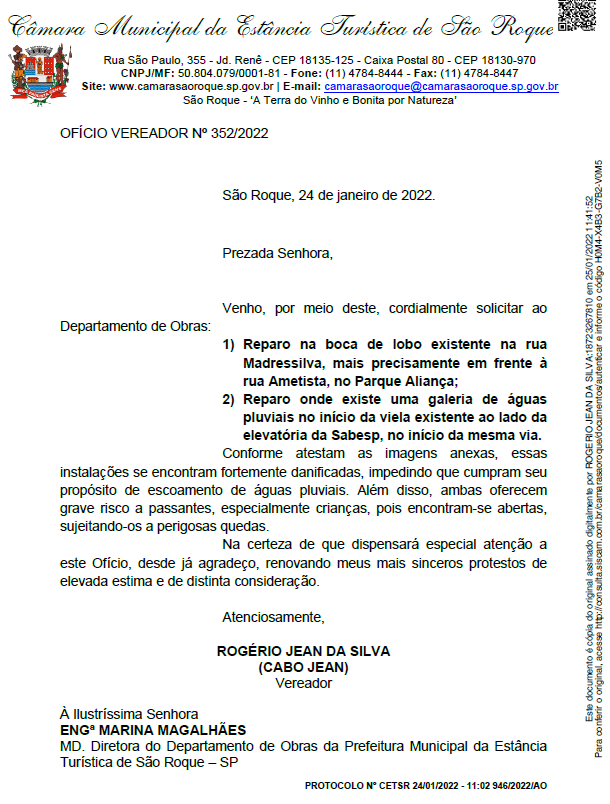 Câmara Municipal da Estância Turística de São Roque
Rua São Paulo, 355 - Jd. Renê - CEP 18135-125 - Caixa Postal 80 - CEP 18130-970
CNPJ/MF: 50.804.079/0001-81 - Fone: (11) 4784-8444 - Fax: (11) 4784-8447
Site: www.camarasaoroque.sp.gov.br | E-mail: camarasaoroque@camarasaoroque.sp.gov.br
São Roque - 'A Terra do Vinho e Bonita por Natureza'
OFÍCIO VEREADOR Nº 352/2022
São Roque, 24 de janeiro de 2022.
Prezada Senhora,
Venho, por meio deste, cordialmente solicitar ao
Departamento de Obras:
1) Reparo na boca de lobo existente na rua
Madressilva, mais precisamente em frente à
rua Ametista, no Parque Aliança;
2) Reparo onde existe uma galeria de águas
pluviais no início da viela existente ao lado da
elevatória da Sabesp, no início da mesma via.
Conforme atestam as imagens anexas, essas
instalações se encontram fortemente danificadas, impedindo que cumpram seu
propósito de escoamento de águas pluviais. Além disso, ambas oferecem
grave risco a passantes, especialmente crianças, pois encontram-se abertas,
sujeitando-os a perigosas quedas.
Na certeza de que dispensará especial atenção a
este Ofício, desde já agradeço, renovando meus mais sinceros protestos de
elevada estima e de distinta consideração.
Atenciosamente,
ROGÉRIO JEAN DA SILVA
(CABO JEAN)
Vereador
À Ilustríssima Senhora
ENGª MARINA MAGALHÃES
MD. Diretora do Departamento de Obras da Prefeitura Municipal da Estância
Turística de São Roque – SP
PROTOCOLO Nº CETSR 24/01/2022 - 11:02 946/2022/AO
Este documento é cópia do original assinado digitalmente por ROGERIO JEAN DA SILVA:18723267810 em 25/01/2022 11:41:52
Para conferir o original, acesse http://consulta.siscam.com.br/camarasaoroque/documentos/autenticar e informe o código H0M4-X4B3-G7B2-V0M5